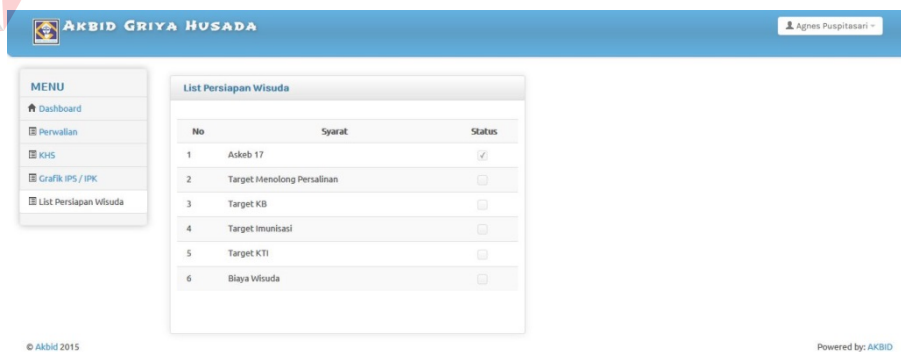 AKBID GRIYA HUSADA
Agnes Puspitasari
MENU
Dashboard
Perwalian
KHS
Grafik IPS / IPK
List Persiapan Wisuda
List Persiapan Wisuda
No Syarat Status
1 Askeb 17
2 Target Menolong Persalinan
3 Target KB
4 Target Imunisasi
5 Target KTI
6 Biaya Wisuda
© Akbid 2015
Powered by: AKBID